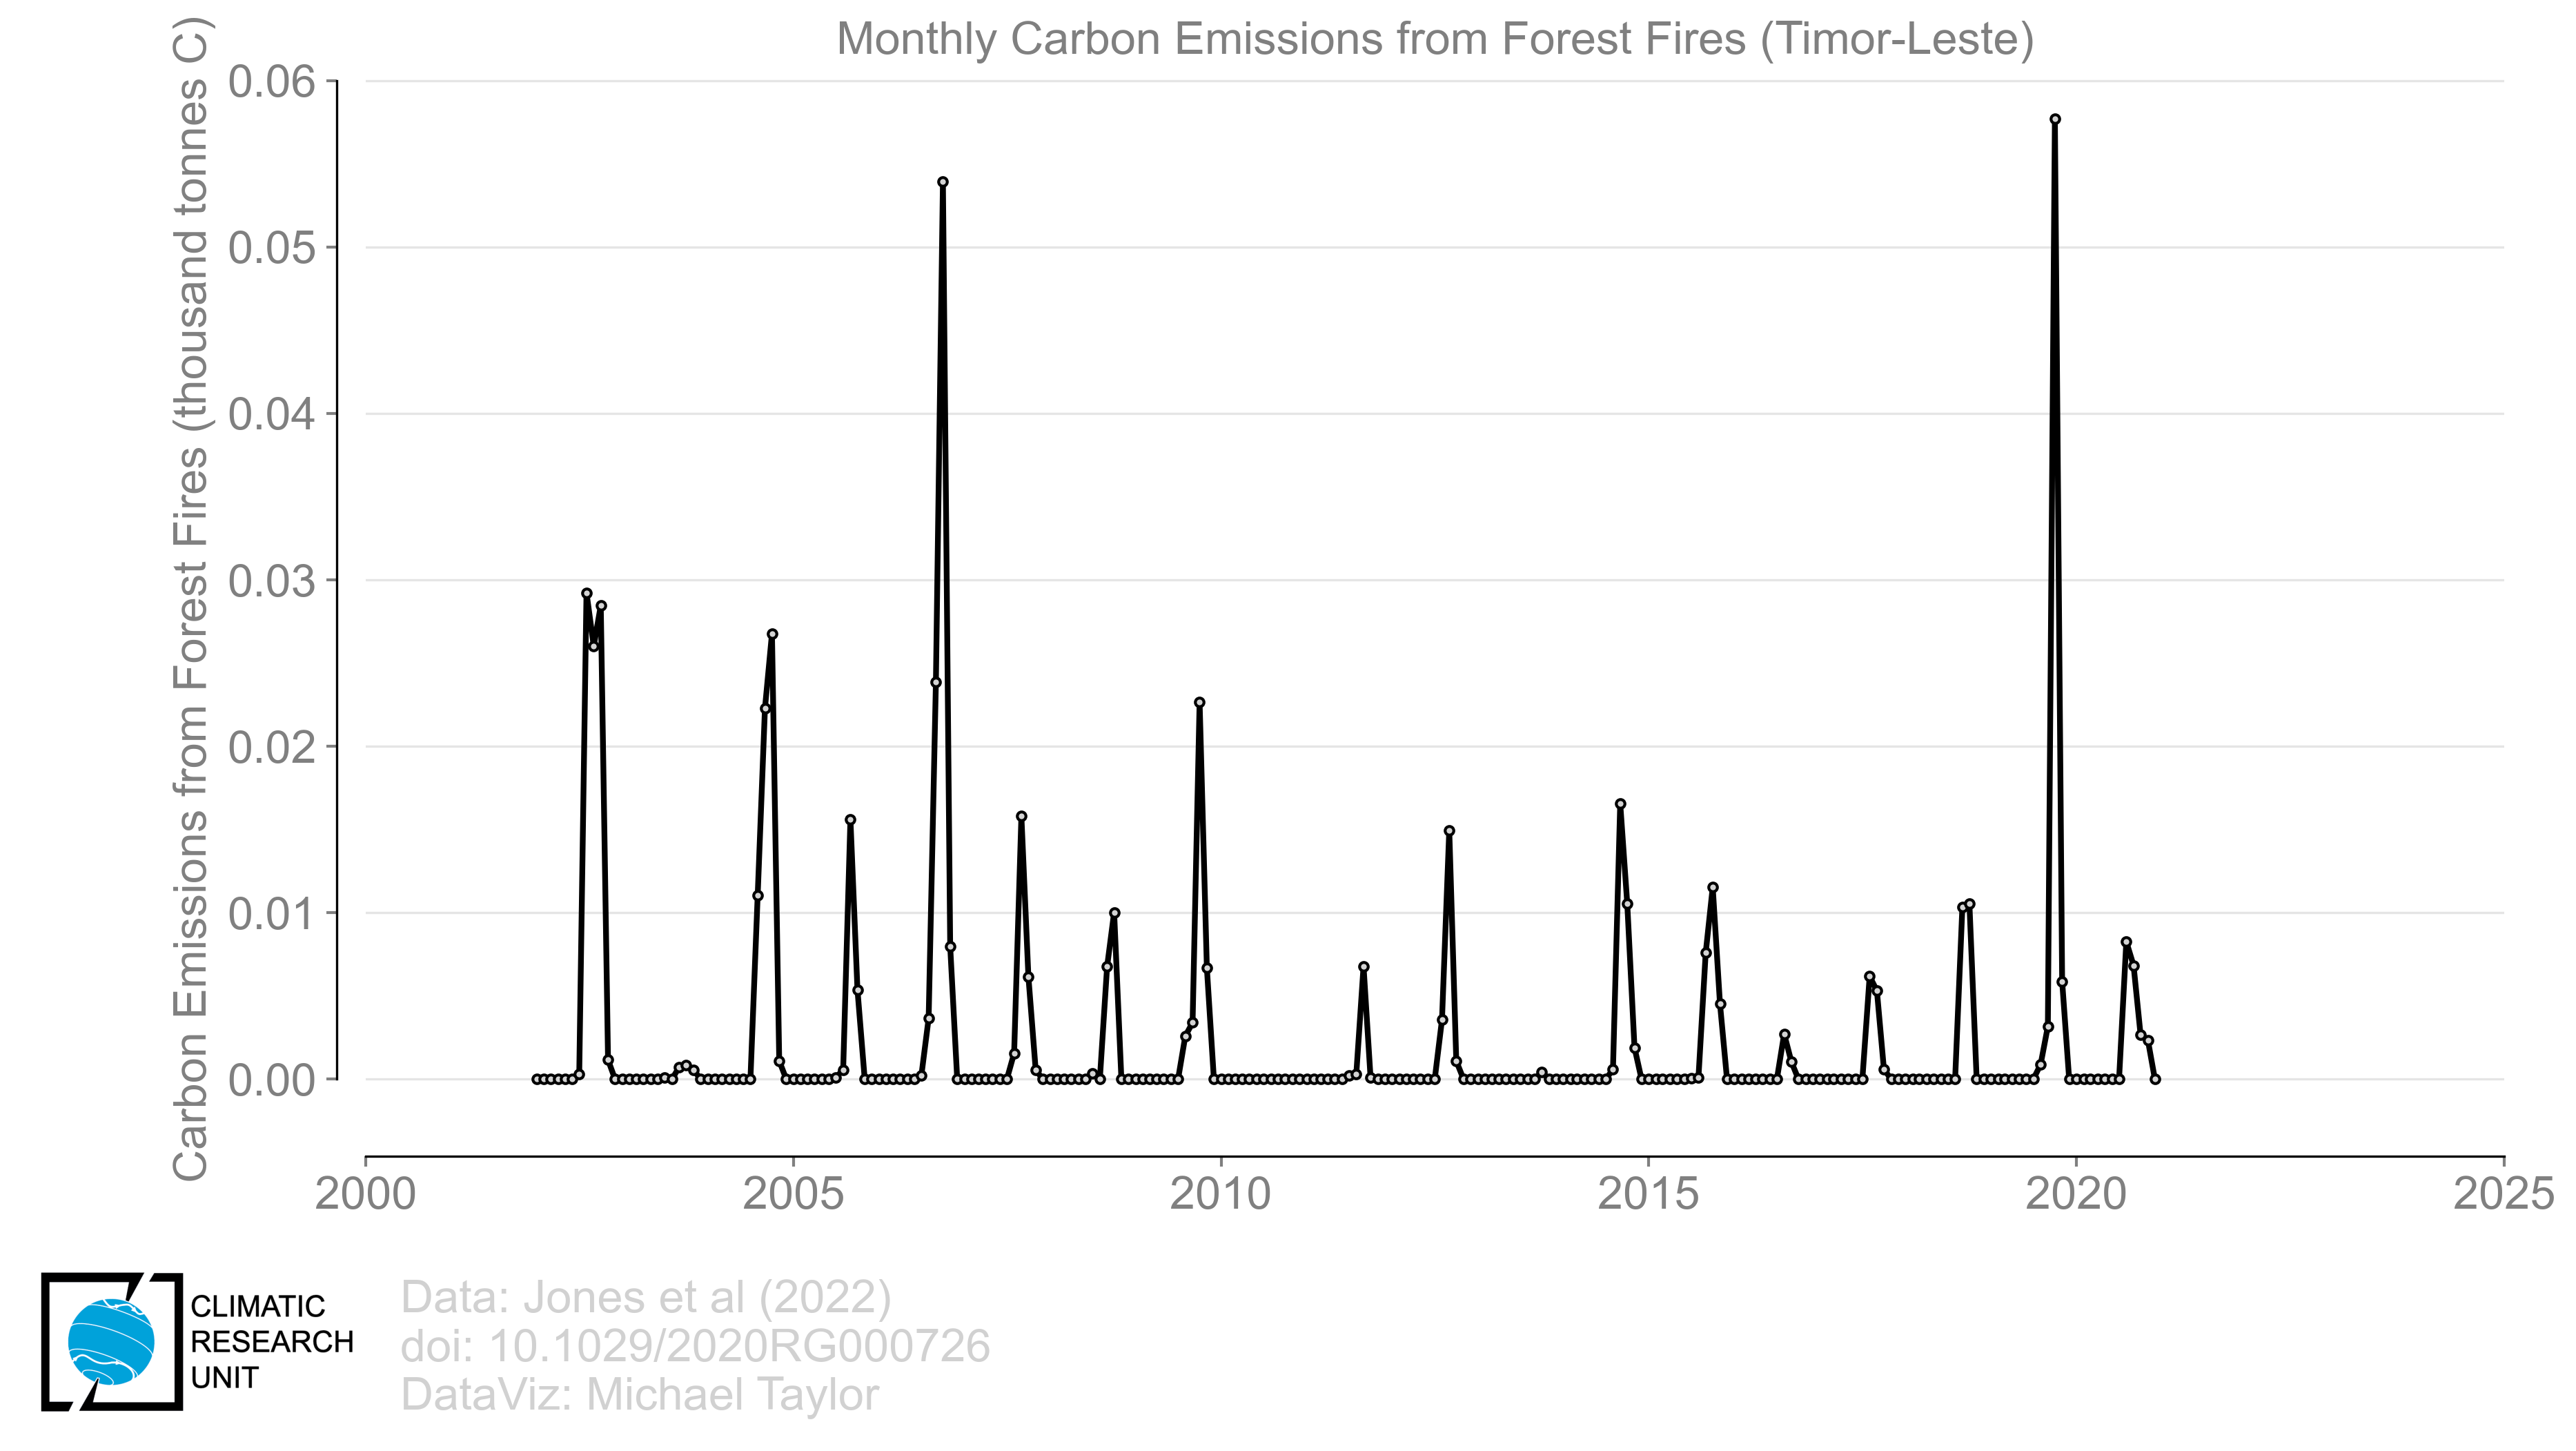 Monthly Carbon Emissions from Forest Fires (Timor-Leste)
Carbon Emissions from Forest Fires (thousand tonnes C)
0.06
0.05
0.04
0.03
0.02
0.01
0.00
2000
2005
2010
2015
2020
2025
CLIMATIC
RESEARCH
UNIT
Data: Jones et al (2022)
doi: 10.1029/2020RG000726
DataViz: Michael Taylor